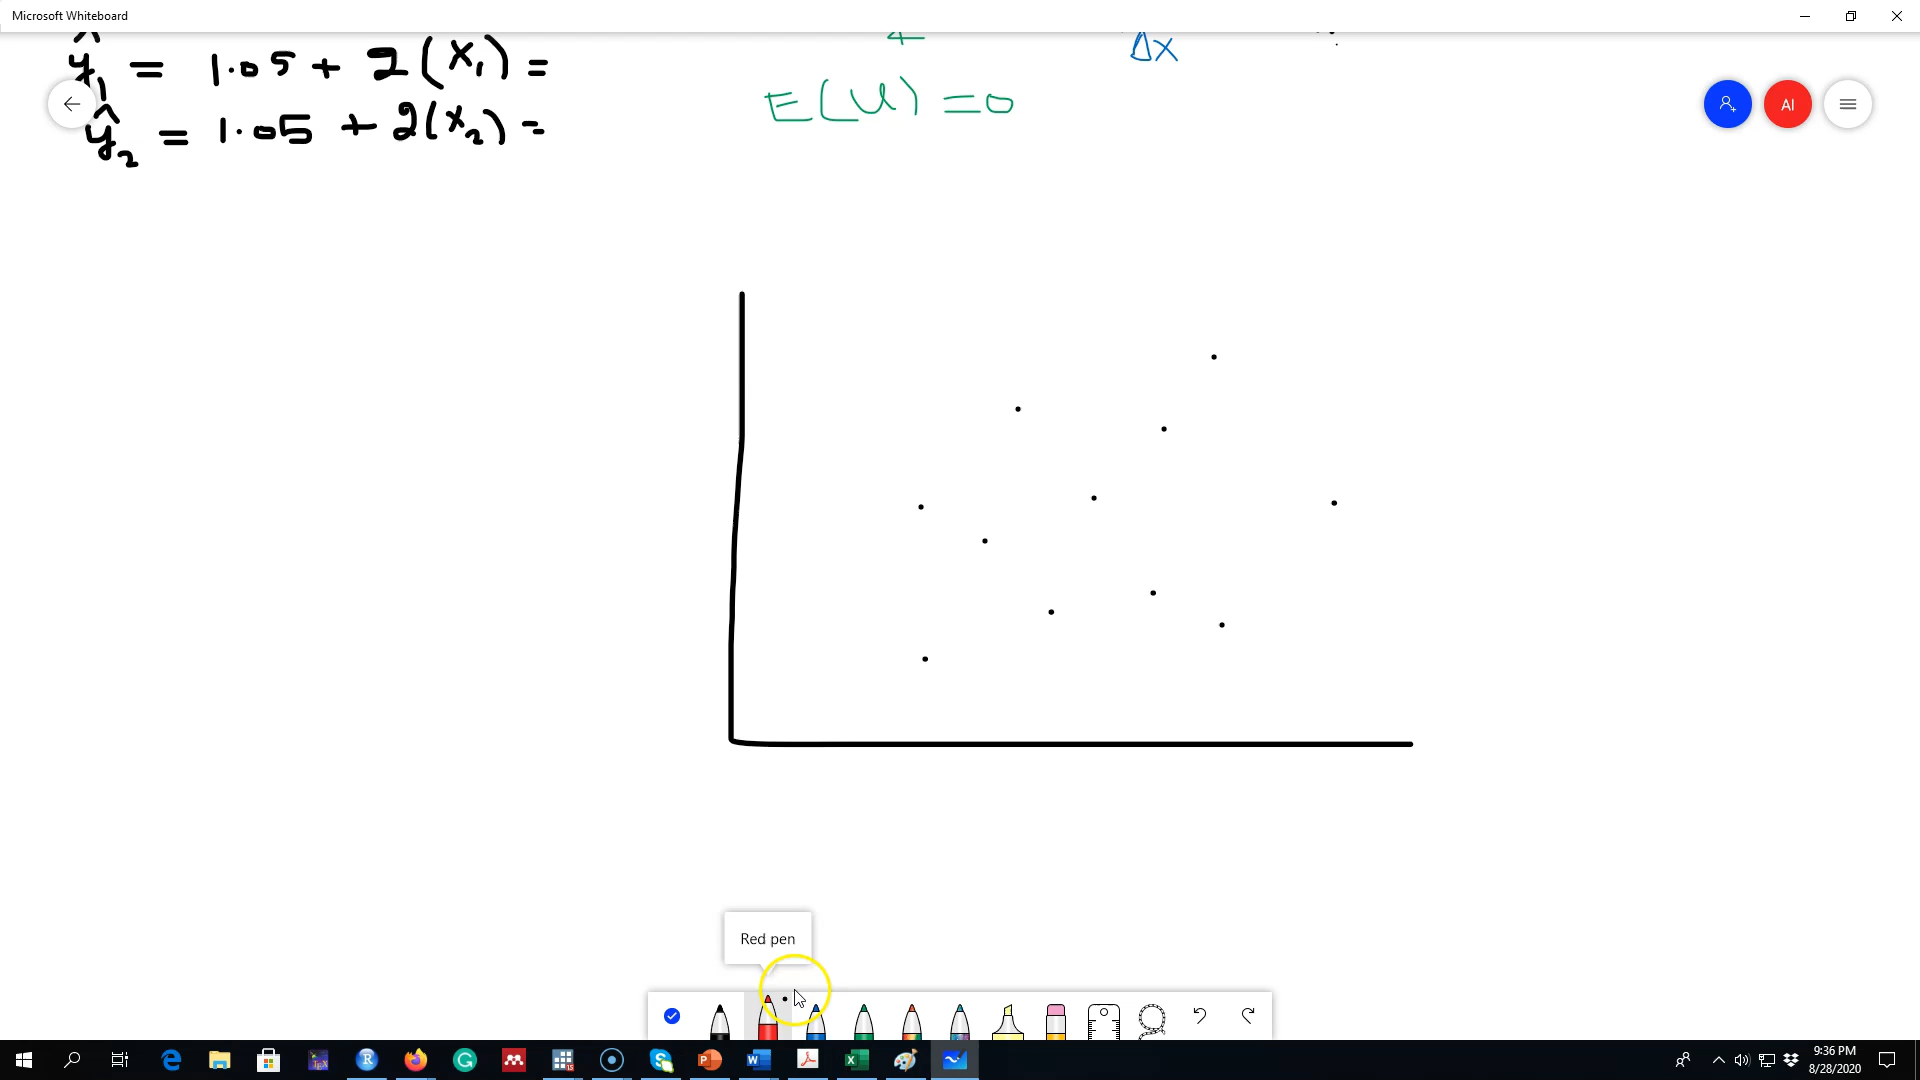 Microsoft Whiteboard
ŷ₁ = 1.05 + 2(x₁) =
ŷ₂ = 1.05 + 2(x₂) =
Δx
E(u) = 0
AI
Red pen
9:36 PM
8/28/2020